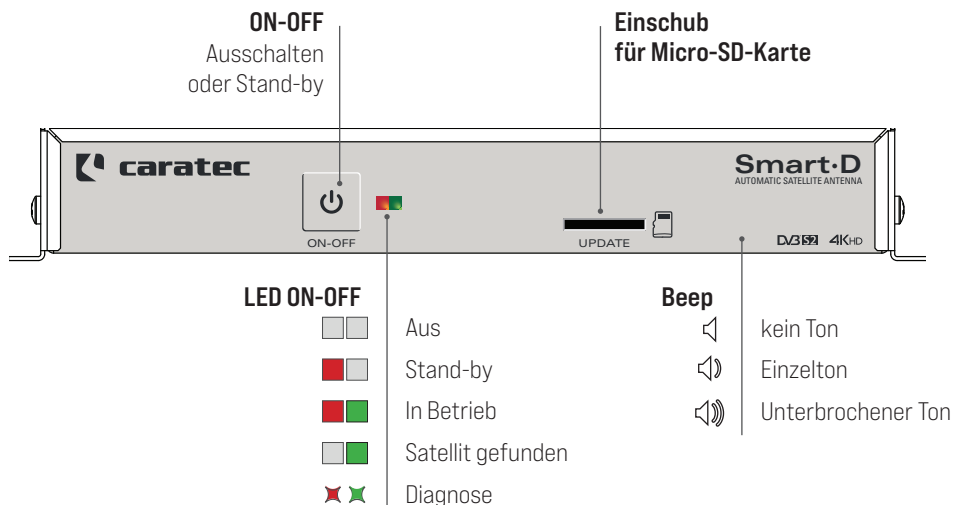 ON-OFF
Ausschalten
oder Stand-by
Einschub
für Micro-SD-Karte
caratec
ON-OFF
UPDATE
Smart·D
AUTOMATIC SATELLITE ANTENNA
DVB S2 4KHD
LED ON-OFF
Aus
Stand-by
In Betrieb
Satellit gefunden
Diagnose
Beep
kein Ton
Einzelton
Unterbrochener Ton